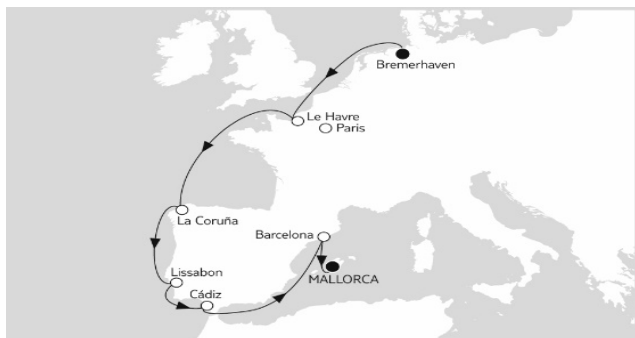 Bremerhaven
Le Havre
Paris
La Coruña
Barcelona
MALLORCA
Lissabon
Cádiz